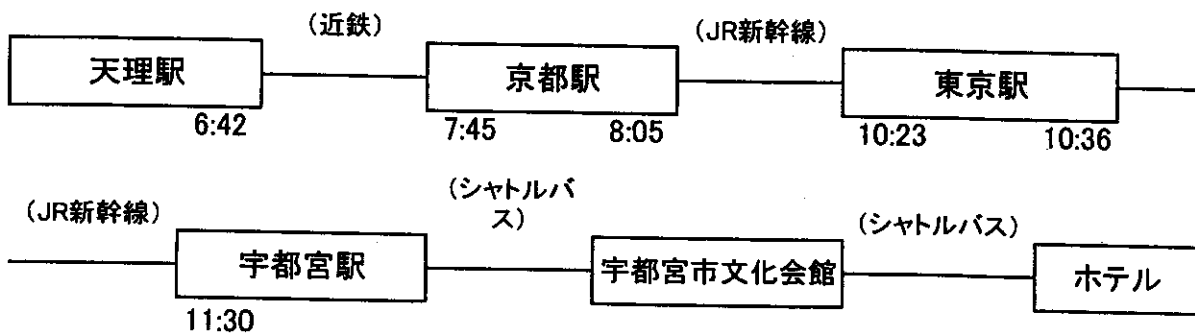 (近鉄)
(JR新幹線)
天理駅
京都駅
東京駅
6:42
7:45
8:05
10:23
10:36
(JR新幹線)
(シャトルバ
ス)
(シャトルバス)
宇都宮駅
宇都宮市文化会館
ホテル
11:30